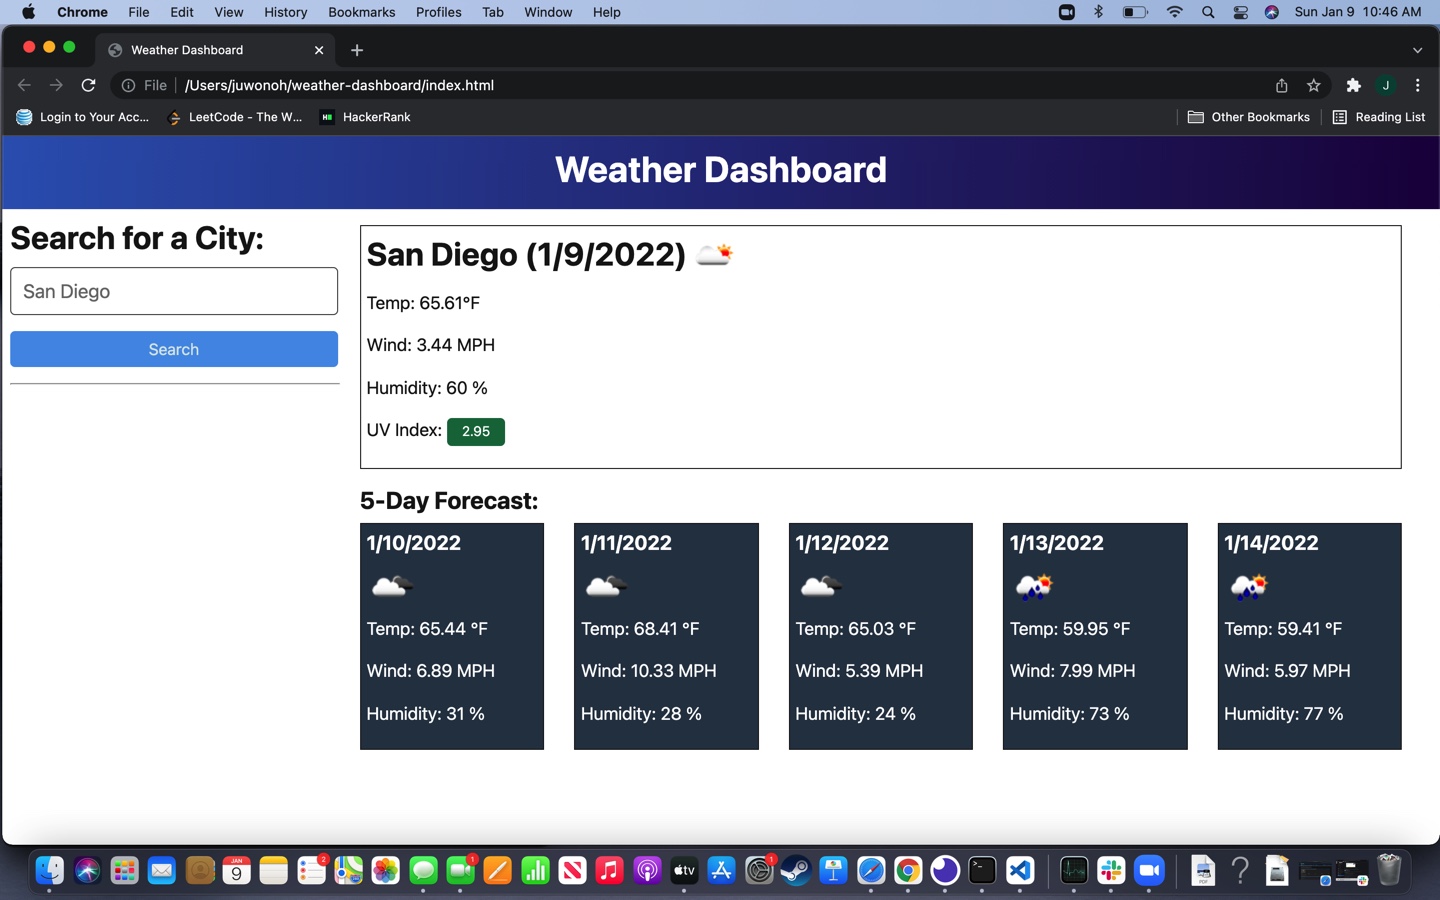 Chrome File Edit View History Bookmarks Profiles Tab Window Help Sun Jan 9 10:46 AM
Weather Dashboard
File /Users/juwonoh/weather-dashboard/index.html J
Login to Your Acc... LeetCode - The W... HackerRank Other Bookmarks Reading List
Weather Dashboard
Search for a City:
San Diego
Search
San Diego (1/9/2022)
Temp: 65.61°F
Wind: 3.44 MPH
Humidity: 60 %
UV Index: 2.95
5-Day Forecast:
1/10/2022
Temp: 65.44 °F
Wind: 6.89 MPH
Humidity: 31 %
1/11/2022
Temp: 68.41 °F
Wind: 10.33 MPH
Humidity: 28 %
1/12/2022
Temp: 65.03 °F
Wind: 5.39 MPH
Humidity: 24 %
1/13/2022
Temp: 59.95 °F
Wind: 7.99 MPH
Humidity: 73 %
1/14/2022
Temp: 59.41 °F
Wind: 5.97 MPH
Humidity: 77 %
JAN
9
2
1
tv
1
PDF